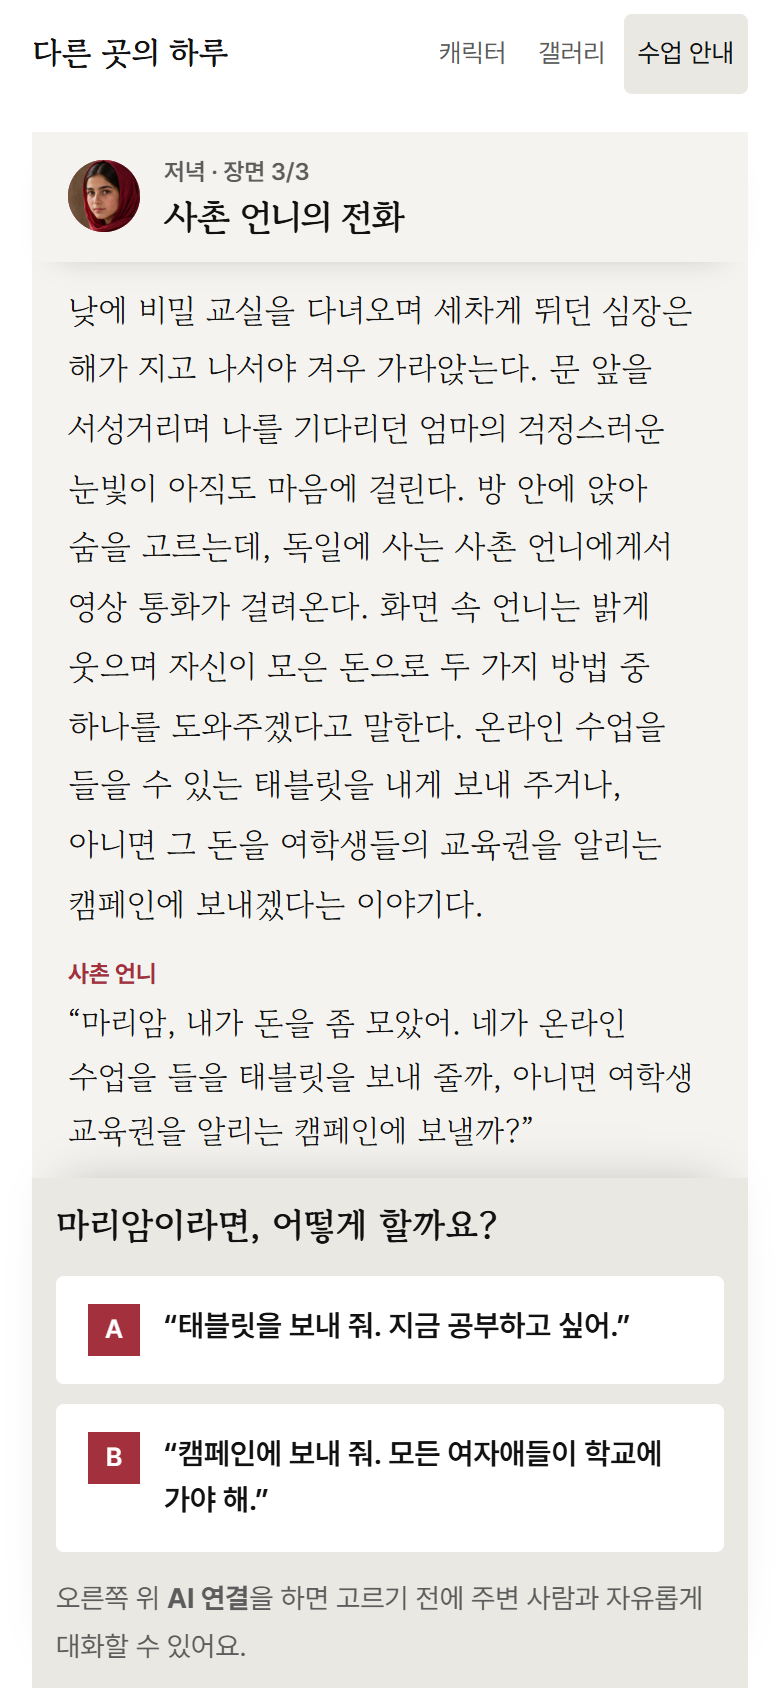 다른 곳의 하루
캐릭터
갤러리
수업 안내
저녁 · 장면 3/3
사촌 언니의 전화
낮에 비밀 교실을 다녀오며 세차게 뛰던 심장은
해가 지고 나서야 겨우 가라앉는다. 문 앞을
서성거리며 나를 기다리던 엄마의 걱정스러운
눈빛이 아직도 마음에 걸린다. 방 안에 앉아
숨을 고르는데, 독일에 사는 사촌 언니에게서
영상 통화가 걸려온다. 화면 속 언니는 밝게
웃으며 자신이 모은 돈으로 두 가지 방법 중
하나를 도와주겠다고 말한다. 온라인 수업을
들을 수 있는 태블릿을 내게 보내 주거나,
아니면 그 돈을 여학생들의 교육권을 알리는
캠페인에 보내겠다는 이야기다.
사촌 언니
“마리암, 내가 돈을 좀 모았어. 네가 온라인
수업을 들을 태블릿을 보내 줄까, 아니면 여학생
교육권을 알리는 캠페인에 보낼까?”
마리암이라면, 어떻게 할까요?
A “태블릿을 보내 줘. 지금 공부하고 싶어.”
B “캠페인에 보내 줘. 모든 여자애들이 학교에
가야 해.”
오른쪽 위 AI 연결을 하면 고르기 전에 주변 사람과 자유롭게
대화할 수 있어요.